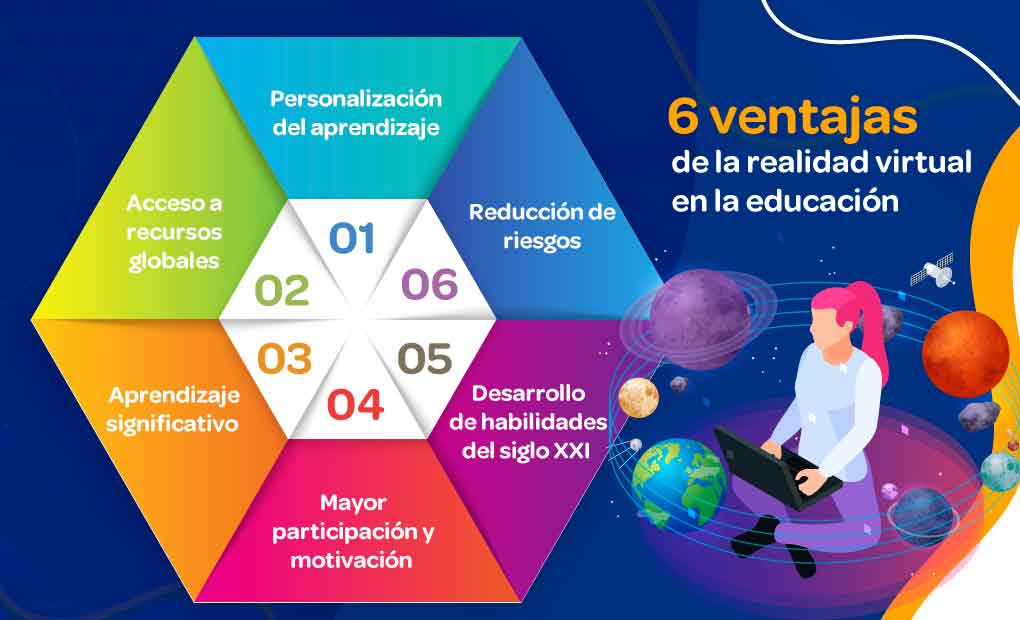 6 ventajas
de la realidad virtual
en la educación
01
Personalización
del aprendizaje
02
Acceso a
recursos
globales
03
Aprendizaje
significativo
04
Mayor
participación y
motivación
05
Desarrollo
de habilidades
del siglo XXI
06
Reducción de
riesgos